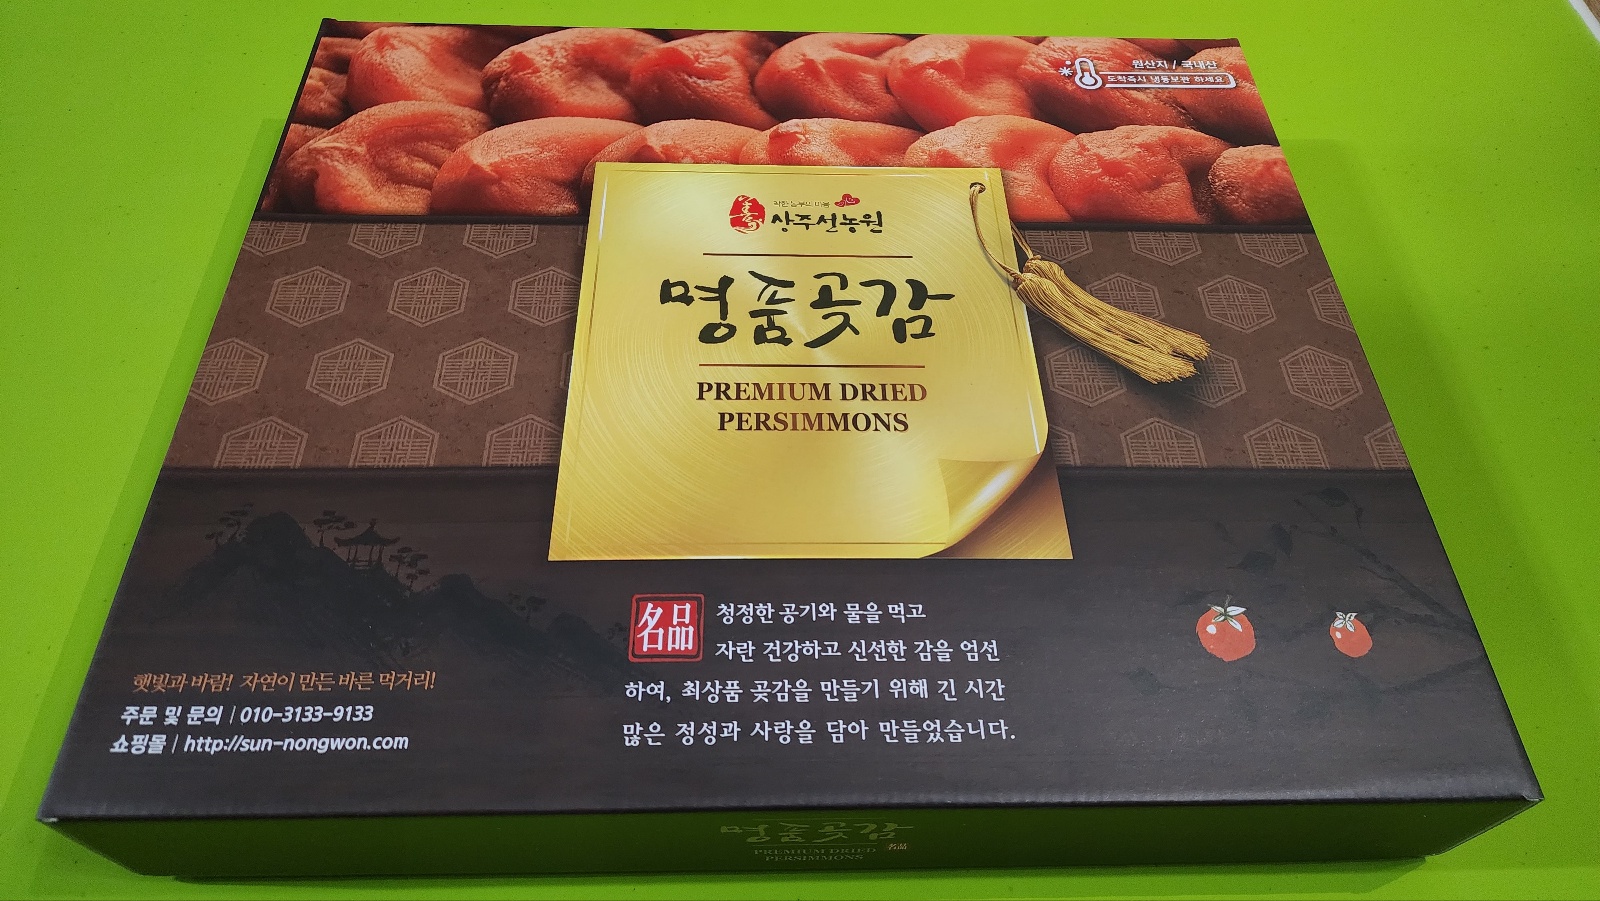 원산지 / 국내산
도착즉시 냉동보관 하세요
착한 농부의 마음
상주선농원
명품곶감
PREMIUM DRIED
PERSIMMONS
名品
청정한 공기와 물을 먹고
자란 건강하고 신선한 감을 엄선
하여, 최상품 곶감을 만들기 위해 긴 시간
많은 정성과 사랑을 담아 만들었습니다.
햇빛과 바람! 자연이 만든 바른 먹거리!
주문 및 문의 | 010-3133-9133
쇼핑몰 | http://sun-nongwon.com
명품곶감
名品
PREMIUM DRIED
PERSIMMONS